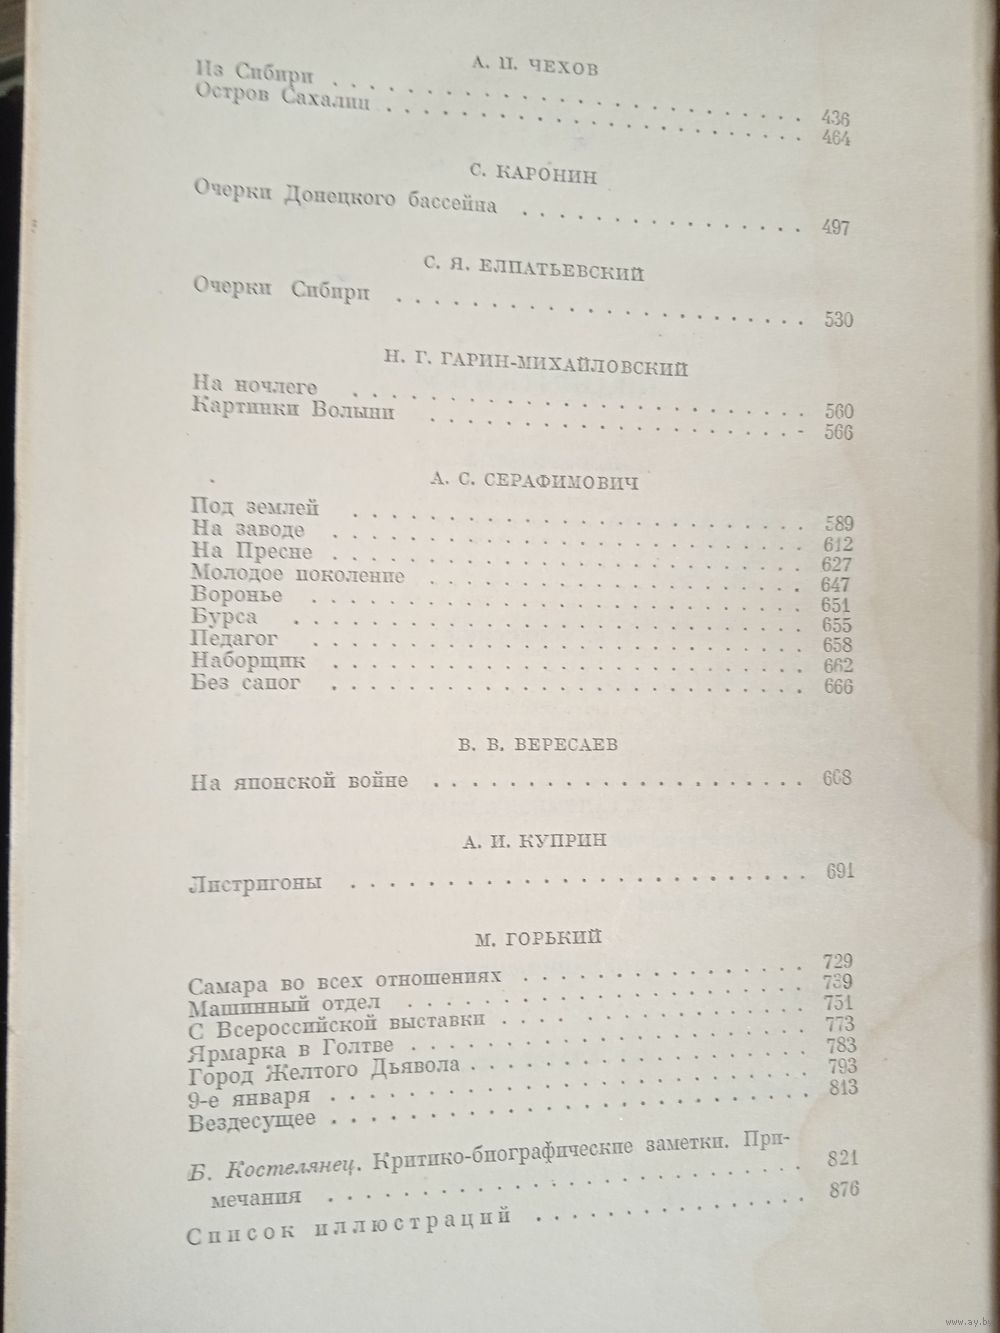 А. П. ЧЕХОВ
Из Сибири . . . . . . . . . . . . . . . . . . . . . . . . 436
Остров Сахалин . . . . . . . . . . . . . . . . . . . . . . 464
С. КАРОНИН
Очерки Донецкого бассейна . . . . . . . . . . . . . . . 497
С. Я. ЕЛПАТЬЕВСКИЙ
Очерки Сибири . . . . . . . . . . . . . . . . . . . . . . 530
Н. Г. ГАРИН-МИХАЙЛОВСКИЙ
На ночлеге . . . . . . . . . . . . . . . . . . . . . . . . 560
Картинки Волыни . . . . . . . . . . . . . . . . . . . . 566
А. С. СЕРАФИМОВИЧ
Под землей . . . . . . . . . . . . . . . . . . . . . . . . 589
На заводе . . . . . . . . . . . . . . . . . . . . . . . . . 612
На Пресне . . . . . . . . . . . . . . . . . . . . . . . . . 627
Молодое поколение . . . . . . . . . . . . . . . . . . . . 647
Воронье . . . . . . . . . . . . . . . . . . . . . . . . . . 651
Бурса . . . . . . . . . . . . . . . . . . . . . . . . . . . 655
Педагог . . . . . . . . . . . . . . . . . . . . . . . . . . 658
Наборщик . . . . . . . . . . . . . . . . . . . . . . . . . 662
Без сапог . . . . . . . . . . . . . . . . . . . . . . . . . 666
В. В. ВЕРЕСАЕВ
На японской войне . . . . . . . . . . . . . . . . . . . . 668
А. И. КУПРИН
Листригоны . . . . . . . . . . . . . . . . . . . . . . . . 691
М. ГОРЬКИЙ
Самара во всех отношениях . . . . . . . . . . . . . . . 729
Машинный отдел . . . . . . . . . . . . . . . . . . . . . 739
С Всероссийской выставки . . . . . . . . . . . . . . . . 751
Ярмарка в Голтве . . . . . . . . . . . . . . . . . . . . . 773
Город Желтого Дьявола . . . . . . . . . . . . . . . . . . 783
9-е января . . . . . . . . . . . . . . . . . . . . . . . . . 793
Вездесущее . . . . . . . . . . . . . . . . . . . . . . . . . 813
Б. Костелянец. Критико-биографические заметки. При-
мечания . . . . . . . . . . . . . . . . . . . . . . . . . 821
Список иллюстраций . . . . . . . . . . . . . . . 876
www.ay.by